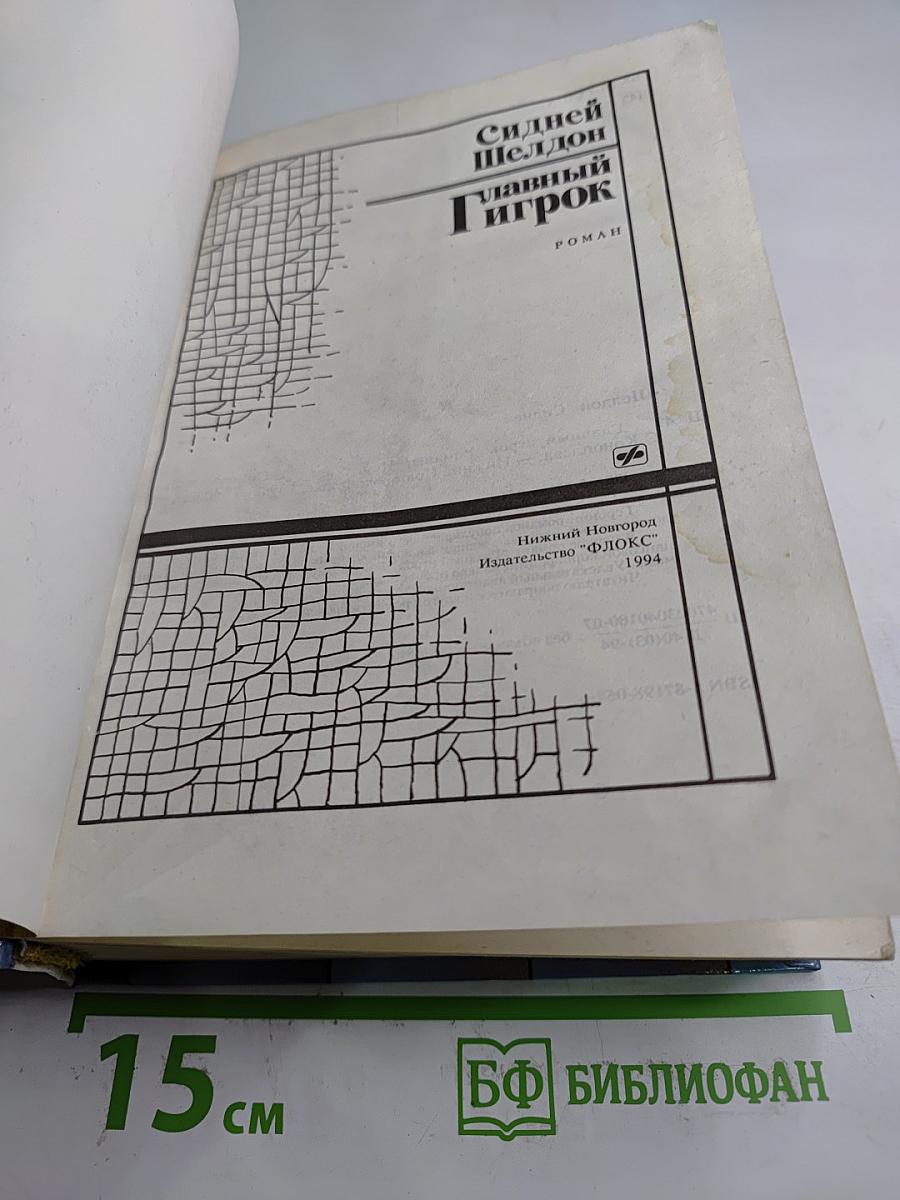 Сидней
Шелдон
Главный
игрок
РОМАН
Нижний Новгород
Издательство "ФЛОКС"
1994
15 см
БФ БИБЛИОФАН